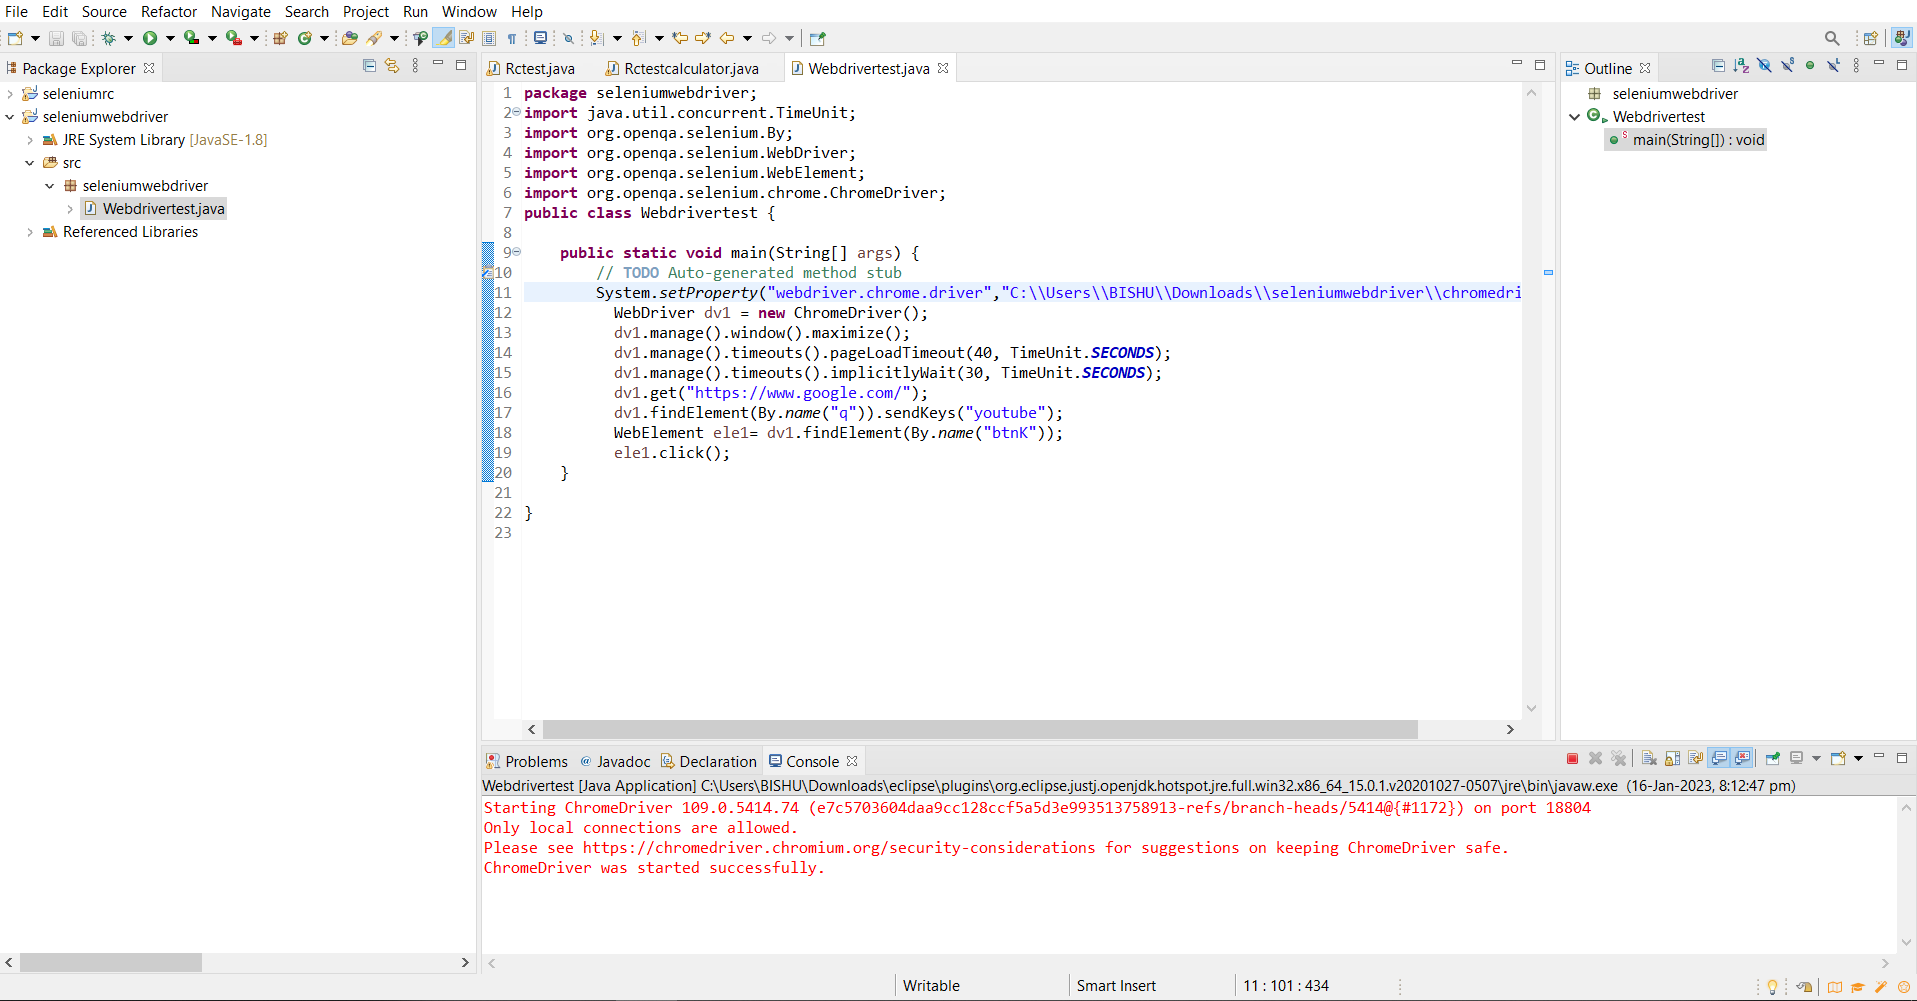 File Edit Source Refactor Navigate Search Project Run Window Help
Package Explorer
seleniumrc
seleniumwebdriver
JRE System Library [JavaSE-1.8]
src
seleniumwebdriver
Webdrivertest.java
Referenced Libraries
Rctest.java Rctestcalculator.java Webdrivertest.java
1 package seleniumwebdriver;
2 import java.util.concurrent.TimeUnit;
3 import org.openqa.selenium.By;
4 import org.openqa.selenium.WebDriver;
5 import org.openqa.selenium.WebElement;
6 import org.openqa.selenium.chrome.ChromeDriver;
7 public class Webdrivertest {
8
9 public static void main(String[] args) {
10 // TODO Auto-generated method stub
11 System.setProperty("webdriver.chrome.driver","C:\\Users\\BISHU\\Downloads\\seleniumwebdriver\\chromedri
12 WebDriver dv1 = new ChromeDriver();
13 dv1.manage().window().maximize();
14 dv1.manage().timeouts().pageLoadTimeout(40, TimeUnit.SECONDS);
15 dv1.manage().timeouts().implicitlyWait(30, TimeUnit.SECONDS);
16 dv1.get("https://www.google.com/");
17 dv1.findElement(By.name("q")).sendKeys("youtube");
18 WebElement ele1= dv1.findElement(By.name("btnK"));
19 ele1.click();
20 }
21
22 }
23
Outline
seleniumwebdriver
Webdrivertest
main(String[]) : void
Problems @ Javadoc Declaration Console
Webdrivertest [Java Application] C:\Users\BISHU\Downloads\eclipse\plugins\org.eclipse.justj.openjdk.hotspot.jre.full.win32.x86_64_15.0.1.v20201027-0507\jre\bin\javaw.exe (16-Jan-2023, 8:12:47 pm)
Starting ChromeDriver 109.0.5414.74 (e7c5703604daa9cc128ccf5a5d3e993513758913-refs/branch-heads/5414@{#1172}) on port 18804
Only local connections are allowed.
Please see https://chromedriver.chromium.org/security-considerations for suggestions on keeping ChromeDriver safe.
ChromeDriver was started successfully.
Writable Smart Insert 11 : 101 : 434